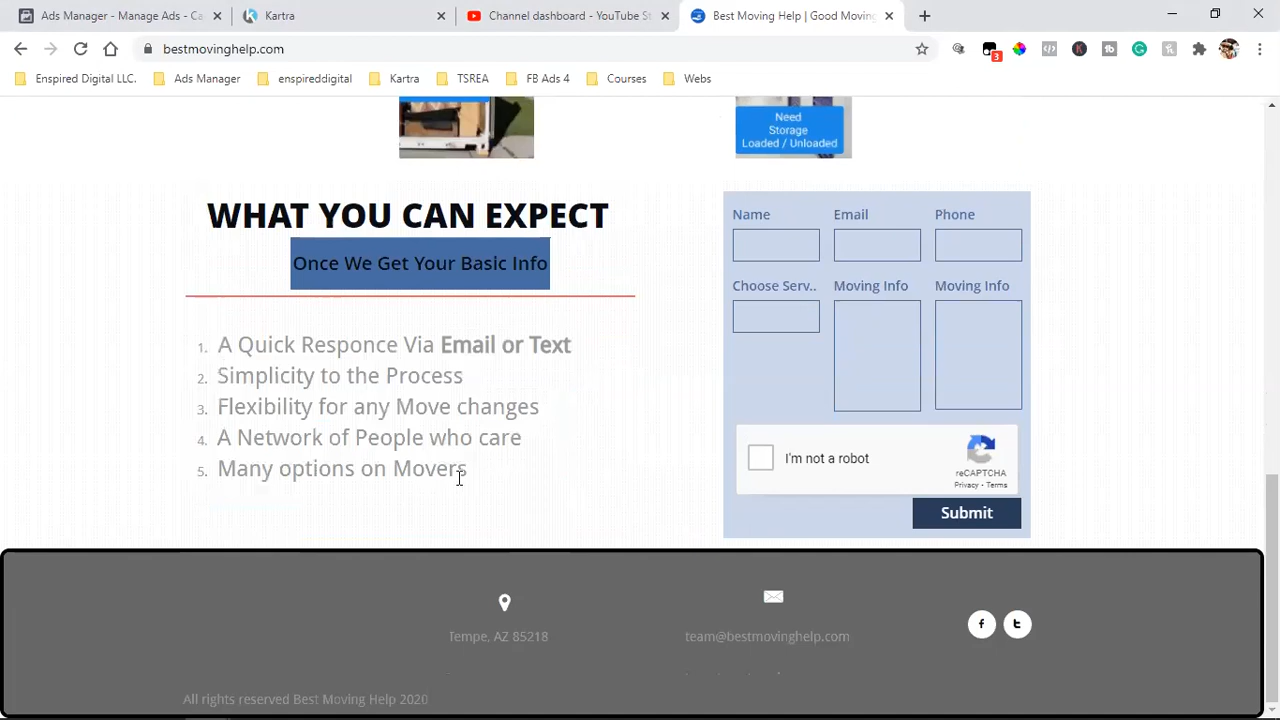 Ads Manager - Manage Ads - Ca
Kartra
Channel dashboard - YouTube St
Best Moving Help | Good Moving
bestmovinghelp.com
3
Enspired Digital LLC.
Ads Manager
enspireddigital
Kartra
TSREA
FB Ads 4
Courses
Webs
Need
Storage
Loaded / Unloaded
WHAT YOU CAN EXPECT
Once We Get Your Basic Info
1. A Quick Responce Via Email or Text
2. Simplicity to the Process
3. Flexibility for any Move changes
4. A Network of People who care
5. Many options on Movers
Name Email Phone
Choose Serv.. Moving Info Moving Info
I'm not a robot
reCAPTCHA
Privacy - Terms
Submit
Tempe, AZ 85218
team@bestmovinghelp.com
All rights reserved Best Moving Help 2020